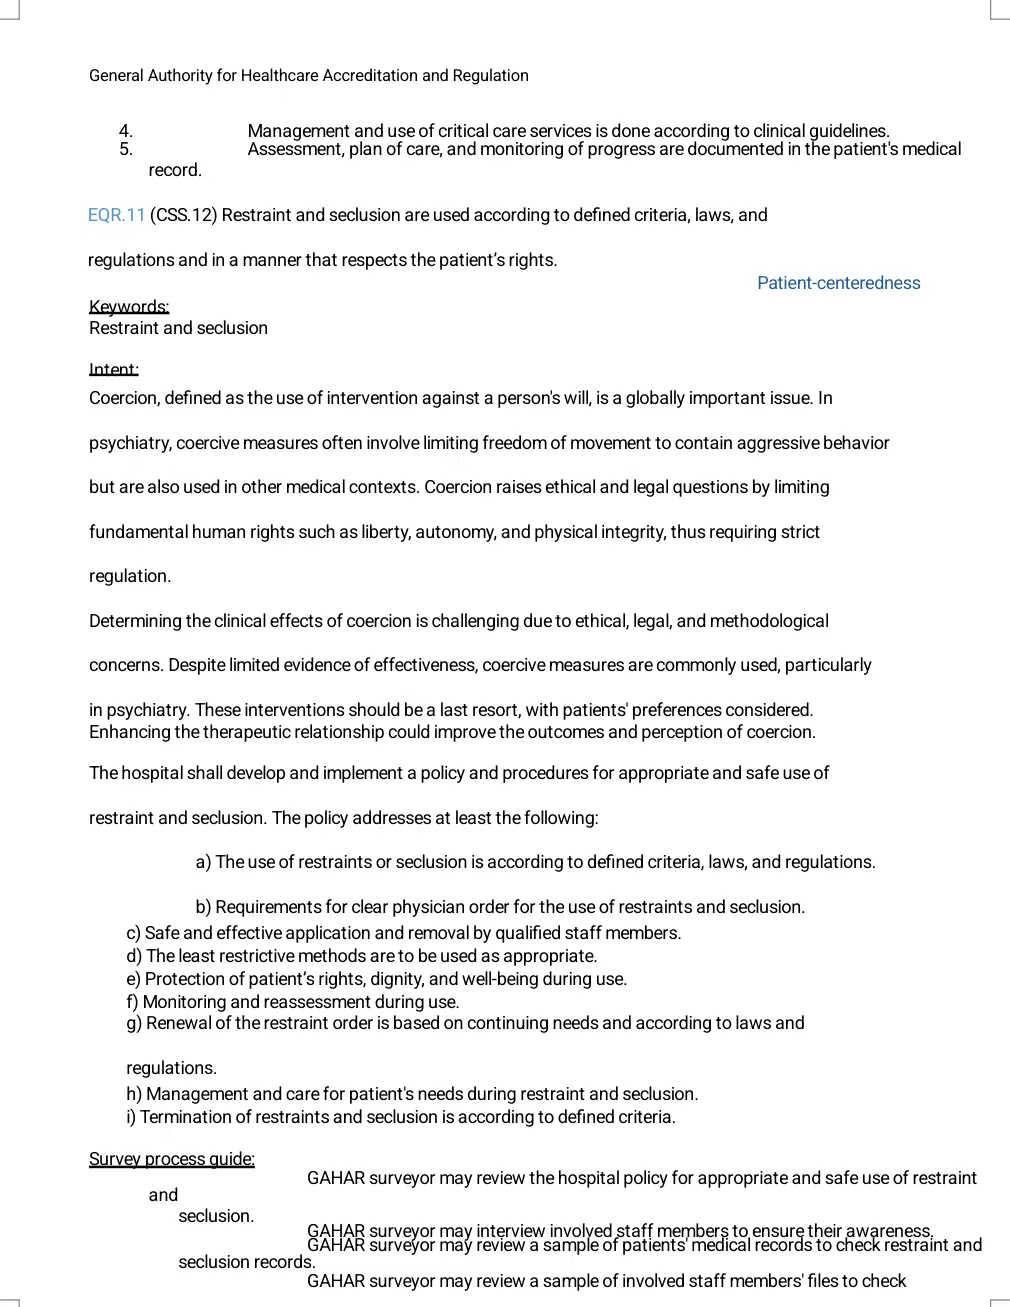 General Authority for Healthcare Accreditation and Regulation
4. Management and use of critical care services is done according to clinical guidelines.
5. Assessment, plan of care, and monitoring of progress are documented in the patient's medical
record.
EQR.11 (CSS.12) Restraint and seclusion are used according to defined criteria, laws, and
regulations and in a manner that respects the patient’s rights.
Patient-centeredness
Keywords:
Restraint and seclusion
Intent:
Coercion, defined as the use of intervention against a person's will, is a globally important issue. In
psychiatry, coercive measures often involve limiting freedom of movement to contain aggressive behavior
but are also used in other medical contexts. Coercion raises ethical and legal questions by limiting
fundamental human rights such as liberty, autonomy, and physical integrity, thus requiring strict
regulation.
Determining the clinical effects of coercion is challenging due to ethical, legal, and methodological
concerns. Despite limited evidence of effectiveness, coercive measures are commonly used, particularly
in psychiatry. These interventions should be a last resort, with patients' preferences considered.
Enhancing the therapeutic relationship could improve the outcomes and perception of coercion.
The hospital shall develop and implement a policy and procedures for appropriate and safe use of
restraint and seclusion. The policy addresses at least the following:
a) The use of restraints or seclusion is according to defined criteria, laws, and regulations.
b) Requirements for clear physician order for the use of restraints and seclusion.
c) Safe and effective application and removal by qualified staff members.
d) The least restrictive methods are to be used as appropriate.
e) Protection of patient’s rights, dignity, and well-being during use.
f) Monitoring and reassessment during use.
g) Renewal of the restraint order is based on continuing needs and according to laws and
regulations.
h) Management and care for patient's needs during restraint and seclusion.
i) Termination of restraints and seclusion is according to defined criteria.
Survey process guide:
GAHAR surveyor may review the hospital policy for appropriate and safe use of restraint
and
seclusion.
GAHAR surveyor may interview involved staff members to ensure their awareness.
GAHAR surveyor may review a sample of patients' medical records to check restraint and
seclusion records.
GAHAR surveyor may review a sample of involved staff members' files to check